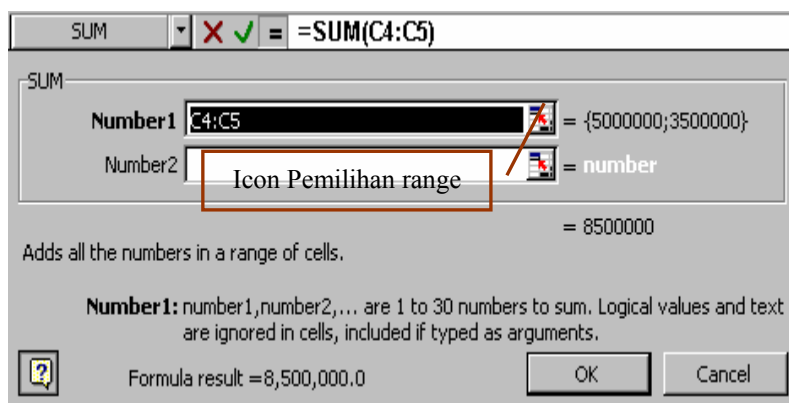 SUM = =SUM(C4:C5)
SUM
Number1 C4:C5 = {5000000;3500000}
Number2 = number
Icon Pemilihan range
= 8500000
Adds all the numbers in a range of cells.
Number1: number1,number2,... are 1 to 30 numbers to sum. Logical values and text
are ignored in cells, included if typed as arguments.
? Formula result =8,500,000.0 OK Cancel